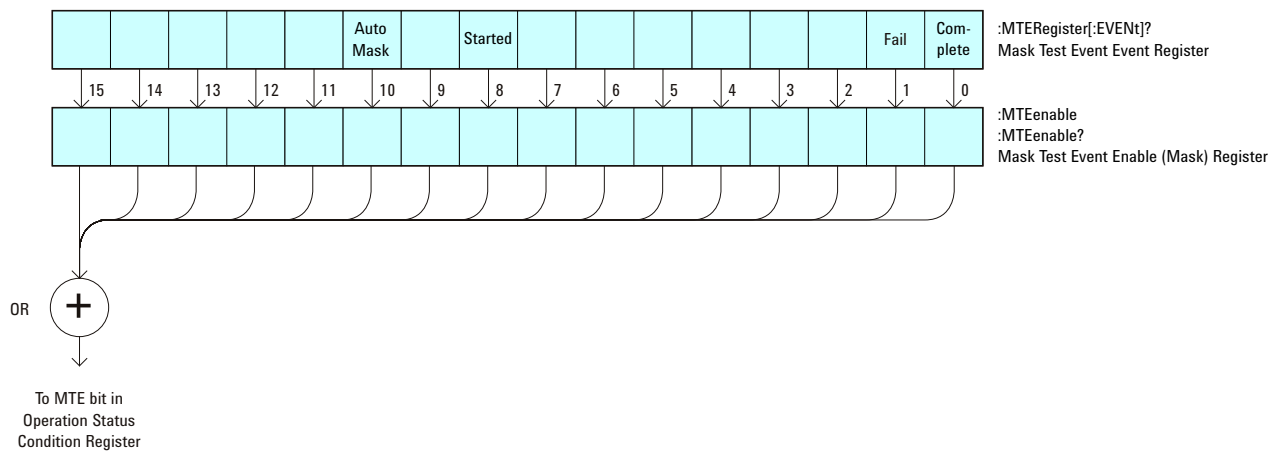 Auto
Mask
Started
Fail
Com-
plete
:MTERegister[:EVENt]?
Mask Test Event Event Register
15 14 13 12 11 10 9 8 7 6 5 4 3 2 1 0
:MTEenable
:MTEenable?
Mask Test Event Enable (Mask) Register
OR
+
To MTE bit in
Operation Status
Condition Register